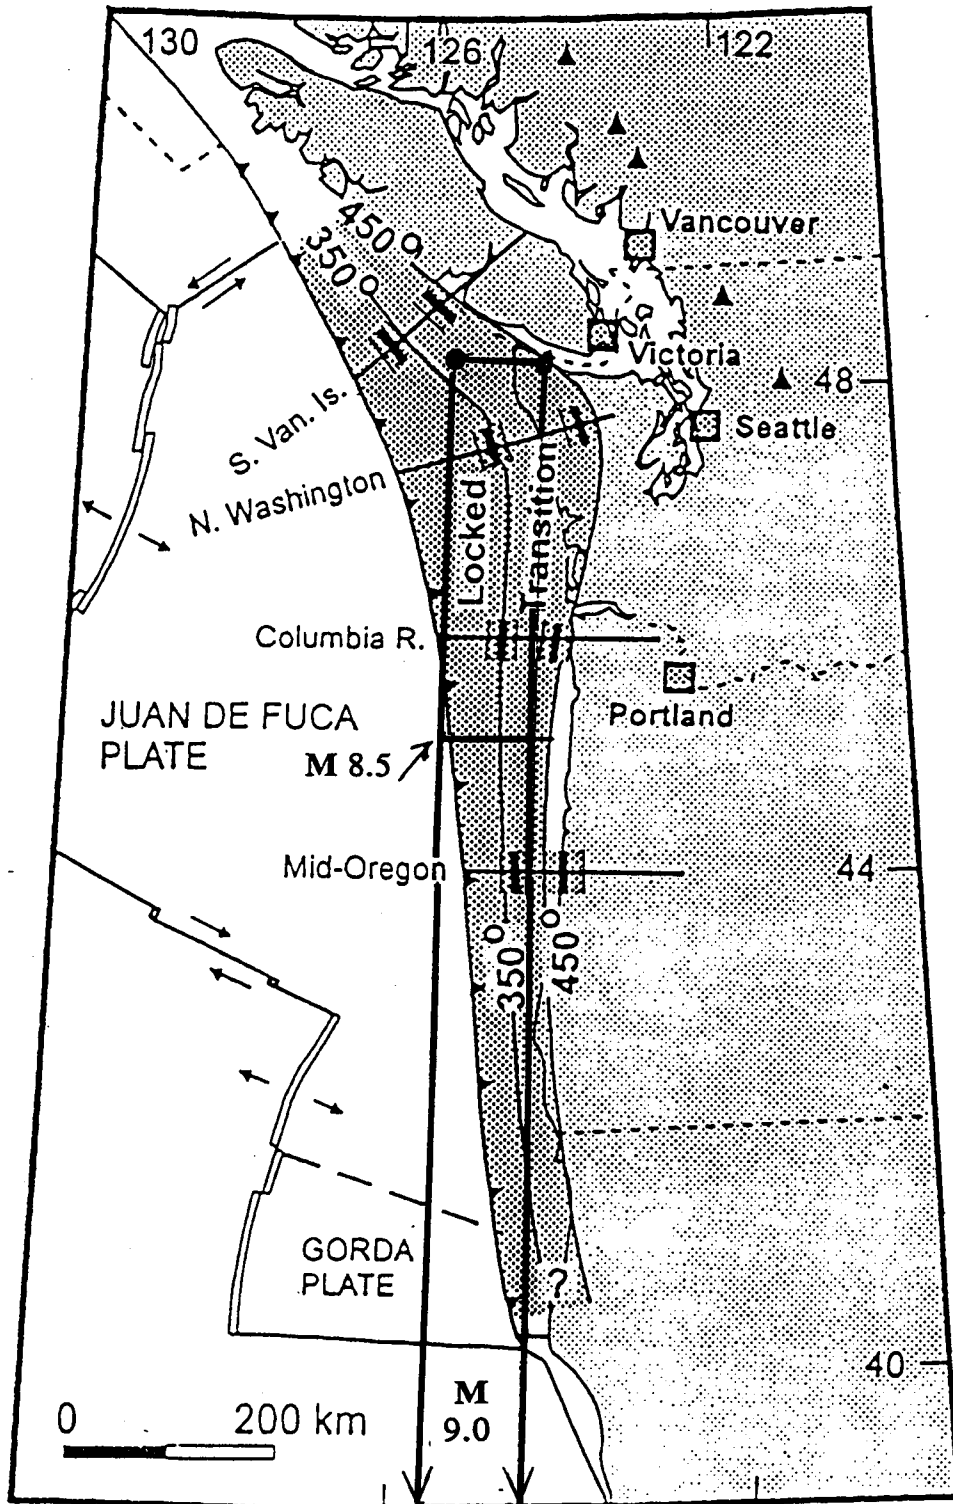 130
126
122
Vancouver
450°
350°
Victoria
48
S. Van. Is.
Seattle
N. Washington
Locked
Transition
Columbia R.
Portland
JUAN DE FUCA
PLATE
M 8.5
Mid-Oregon
44
350°
450°
GORDA
PLATE
?
40
M
9.0
0 200 km